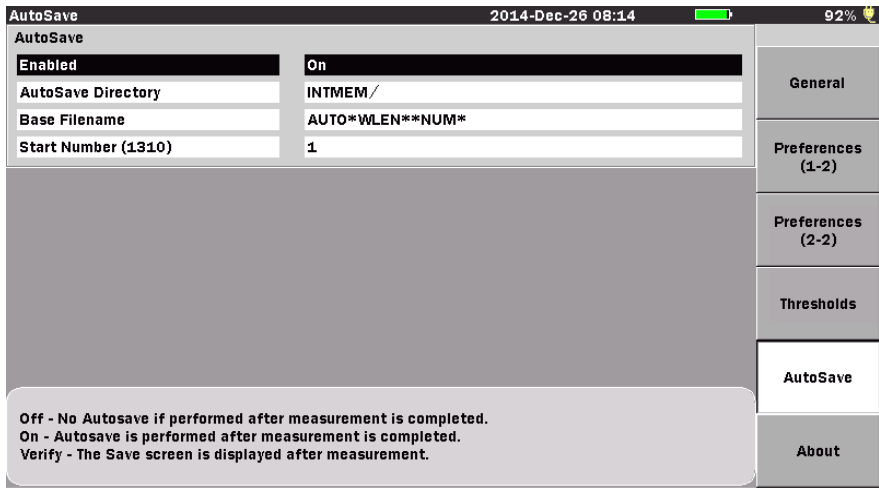 AutoSave 2014-Dec-26 08:14 92%
AutoSave
Enabled On
AutoSave Directory INTMEM/
Base Filename AUTO*WLEN**NUM*
Start Number (1310) 1
General
Preferences
(1-2)
Preferences
(2-2)
Thresholds
AutoSave
About
Off - No Autosave if performed after measurement is completed.
On - Autosave is performed after measurement is completed.
Verify - The Save screen is displayed after measurement.